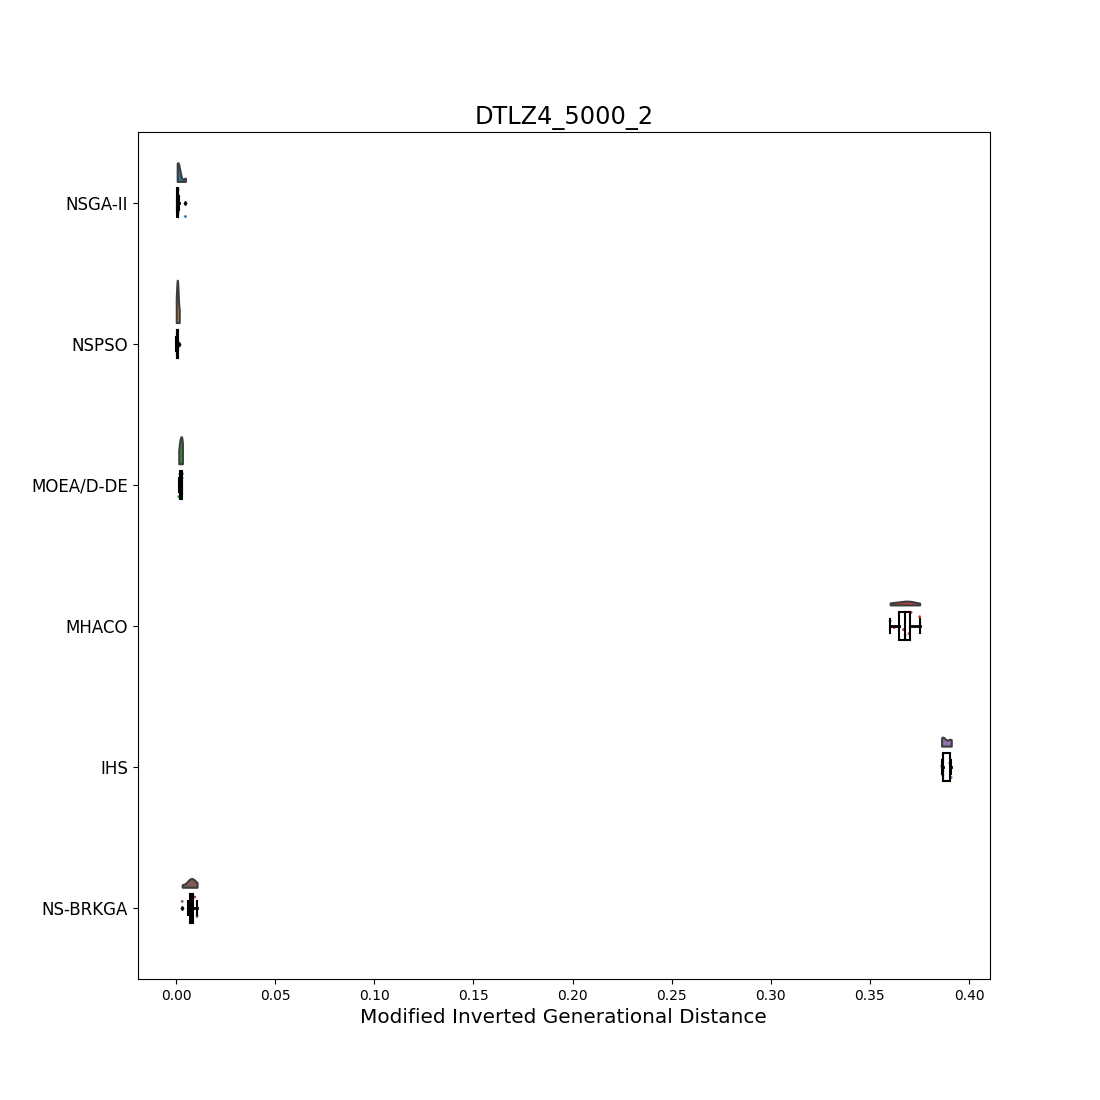 DTLZ4_5000_2
NSGA-II
NSPSO
MOEA/D-DE
MHACO
IHS
NS-BRKGA
0.00 0.05 0.10 0.15 0.20 0.25 0.30 0.35 0.40
Modified Inverted Generational Distance